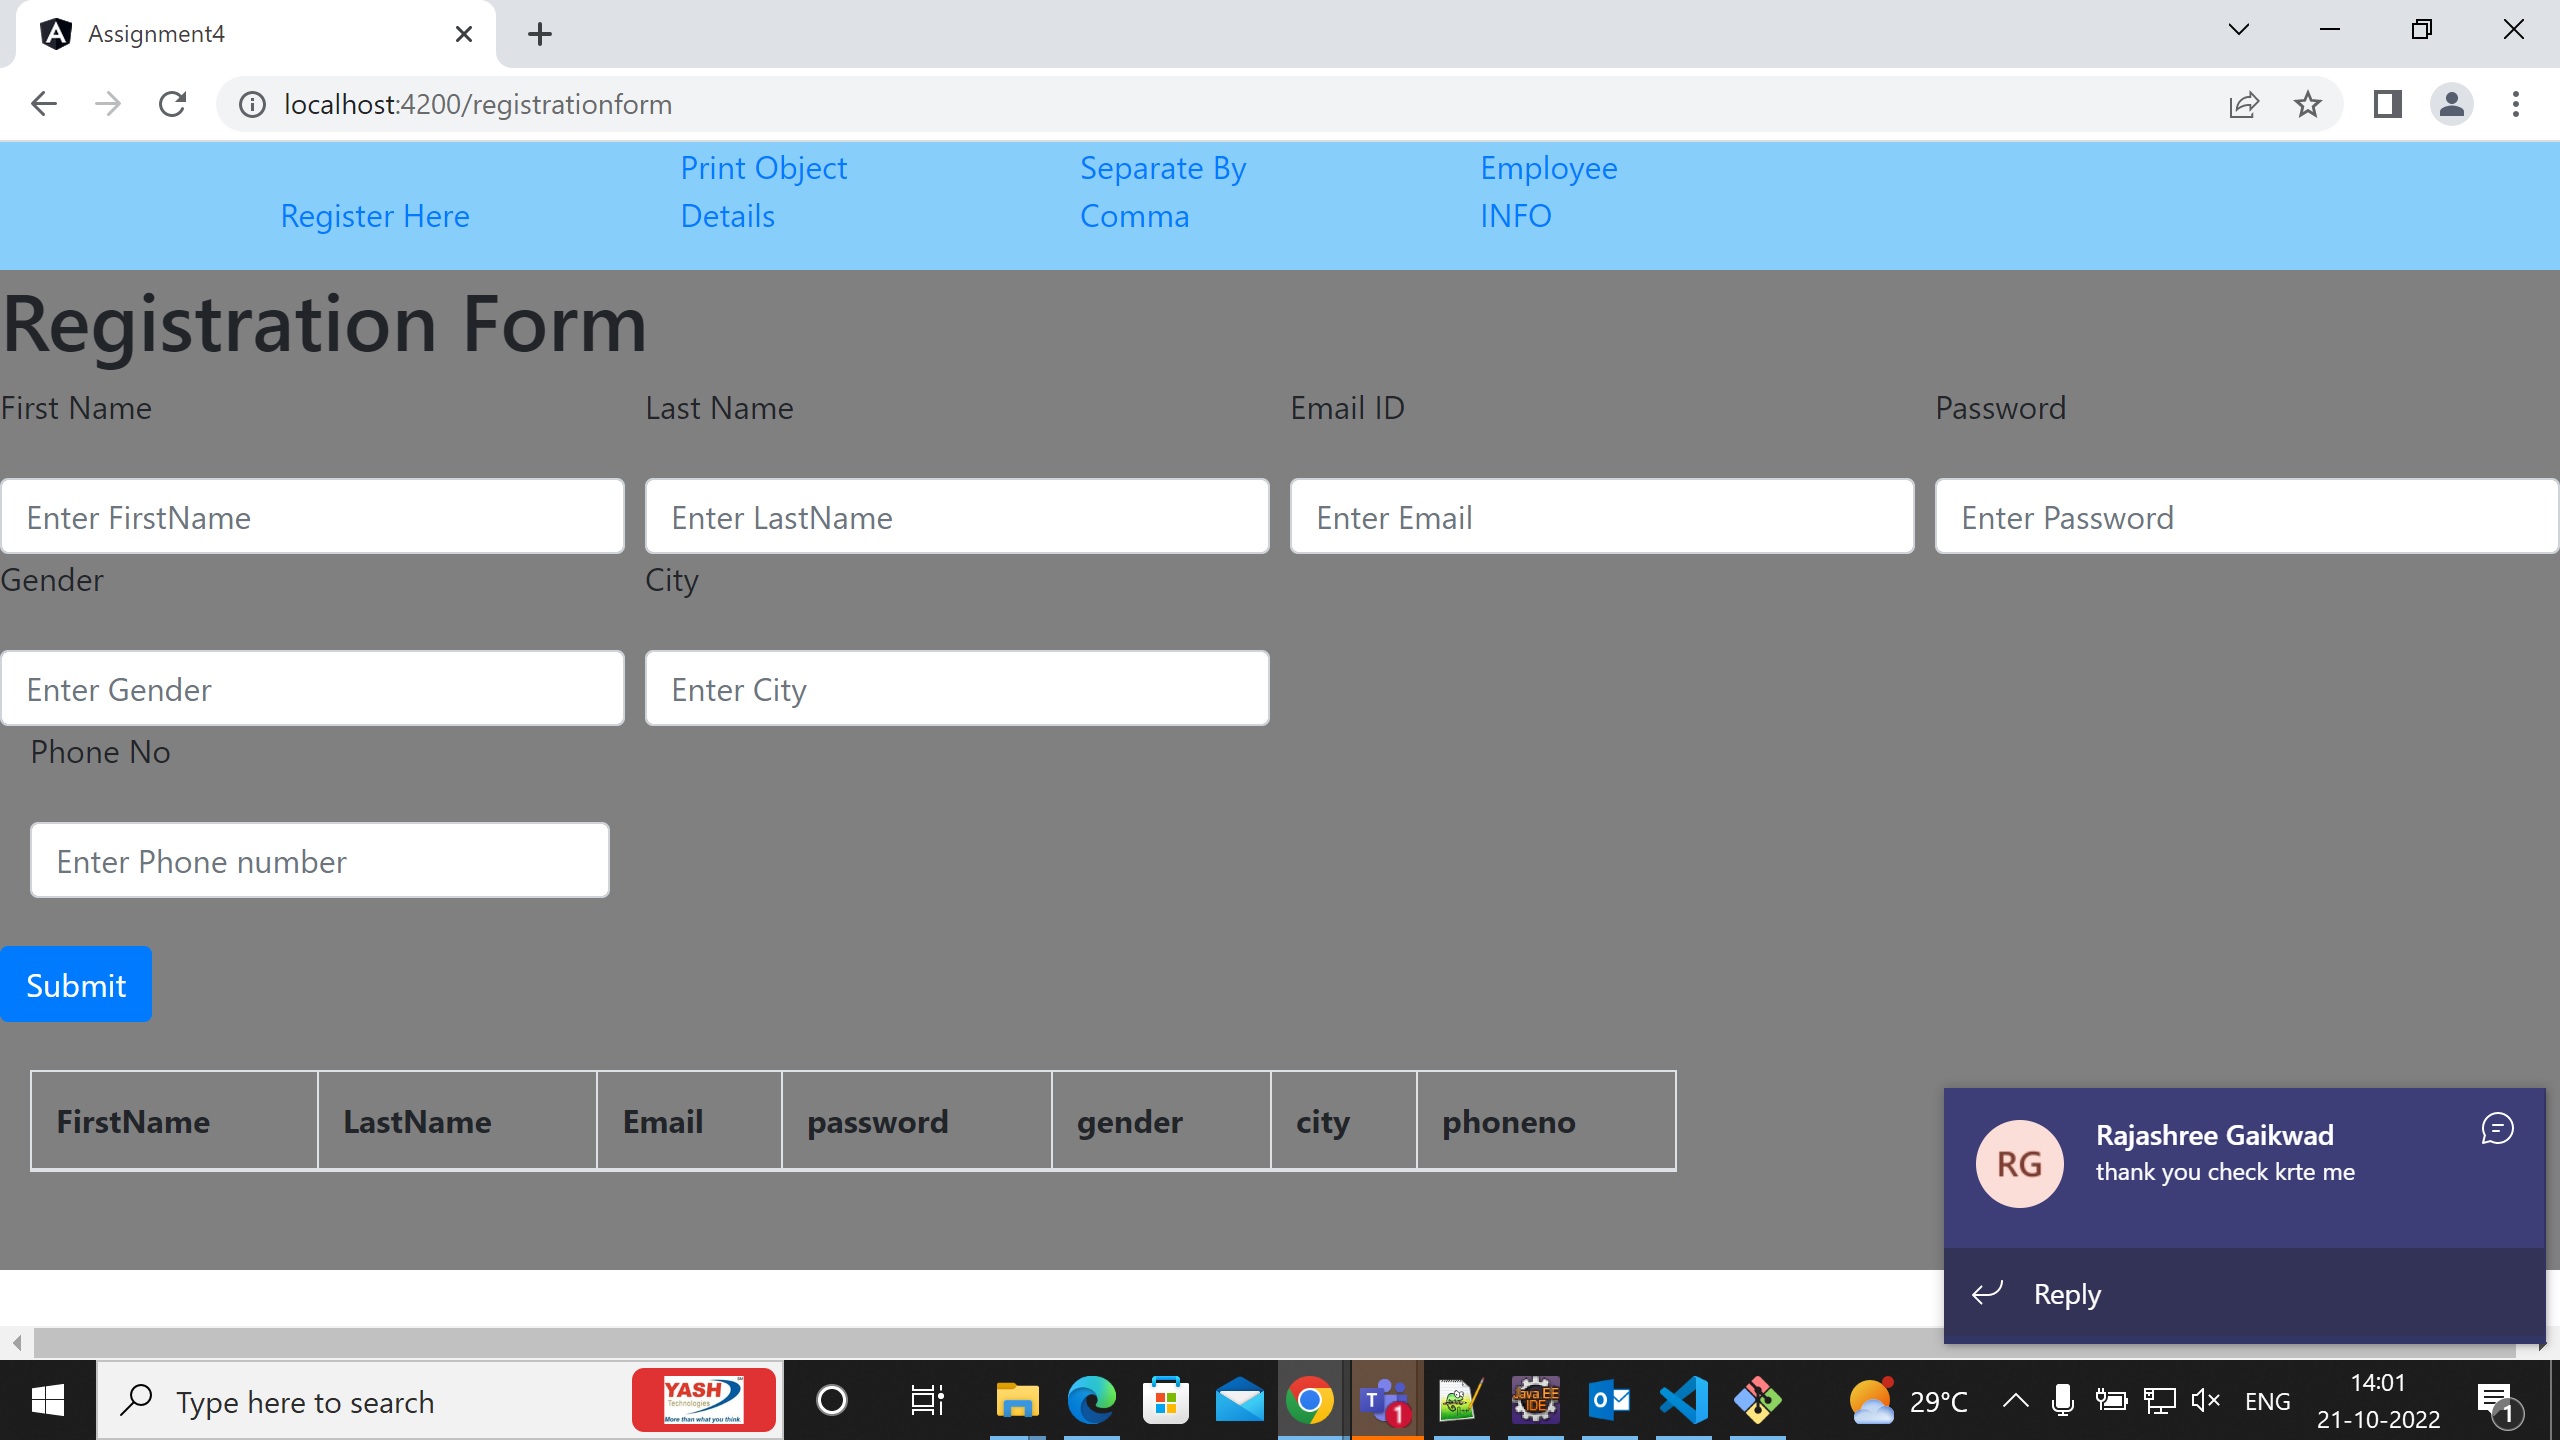 Assignment4
localhost:4200/registrationform
Register Here
Print Object
Details
Separate By
Comma
Employee
INFO
Registration Form
First Name
Last Name
Email ID
Password
Enter FirstName
Enter LastName
Enter Email
Enter Password
Gender
City
Enter Gender
Enter City
Phone No
Enter Phone number
Submit
FirstName LastName Email password gender city phoneno
RG
Rajashree Gaikwad
thank you check krte me
Reply
Type here to search
YASH
Technologies
More than what you think.
T
1
Java EE
IDE
29°C
ENG
14:01
21-10-2022
1